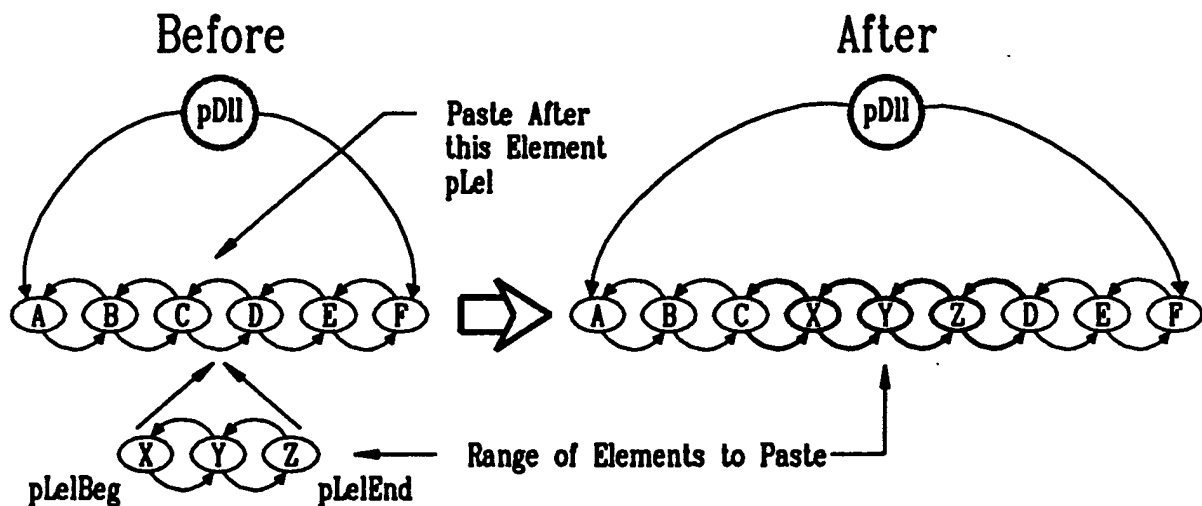 Before
After
pDll
pDll
Paste After
this Element
pLel
A B C D E F
A B C X Y Z D E F
X Y Z
Range of Elements to Paste
pLelBeg
pLelEnd